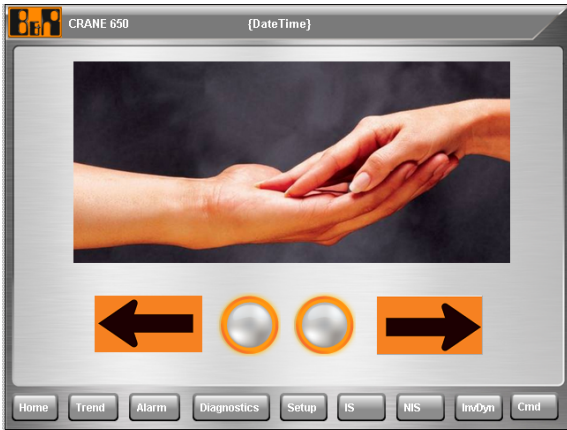 B&R CRANE 650 {DateTime}
Home Trend Alarm Diagnostics Setup IS NIS InvDyn Cmd